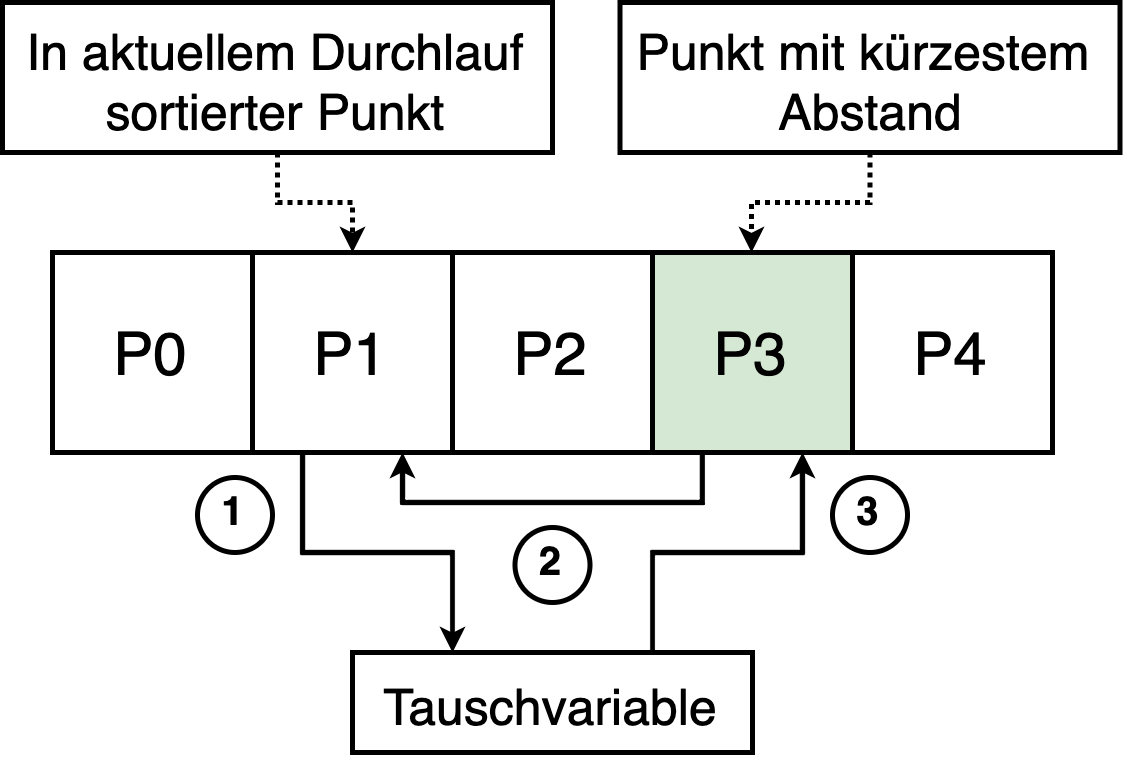 In aktuellem Durchlauf
sortierter Punkt
Punkt mit kürzestem
Abstand
P0
P1
P2
P3
P4
1
2
3
Tauschvariable